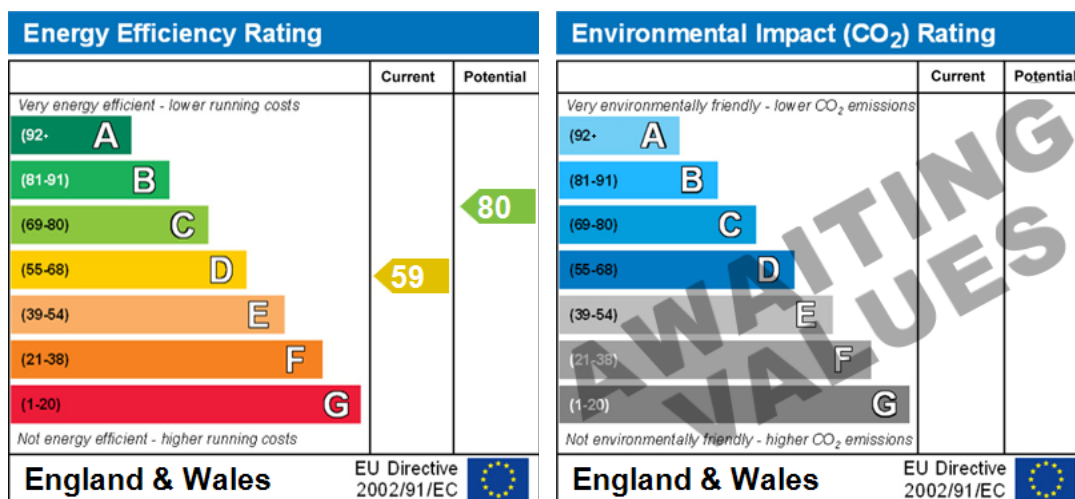 Energy Efficiency Rating
Current Potential
Very energy efficient - lower running costs
(92+ A
(81-91) B
(69-80) C
(55-68) D
(39-54) E
(21-38) F
(1-20) G
80
59
Not energy efficient - higher running costs
England & Wales
EU Directive
2002/91/EC
Environmental Impact (CO₂) Rating
Current Potential
Very environmentally friendly - lower CO₂ emissions
(92+ A
(81-91) B
(69-80) C
(55-68) D
(39-54) E
(21-38) F
(1-20) G
AWAITING
VALUES
Not environmentally friendly - higher CO₂ emissions
England & Wales
EU Directive
2002/91/EC